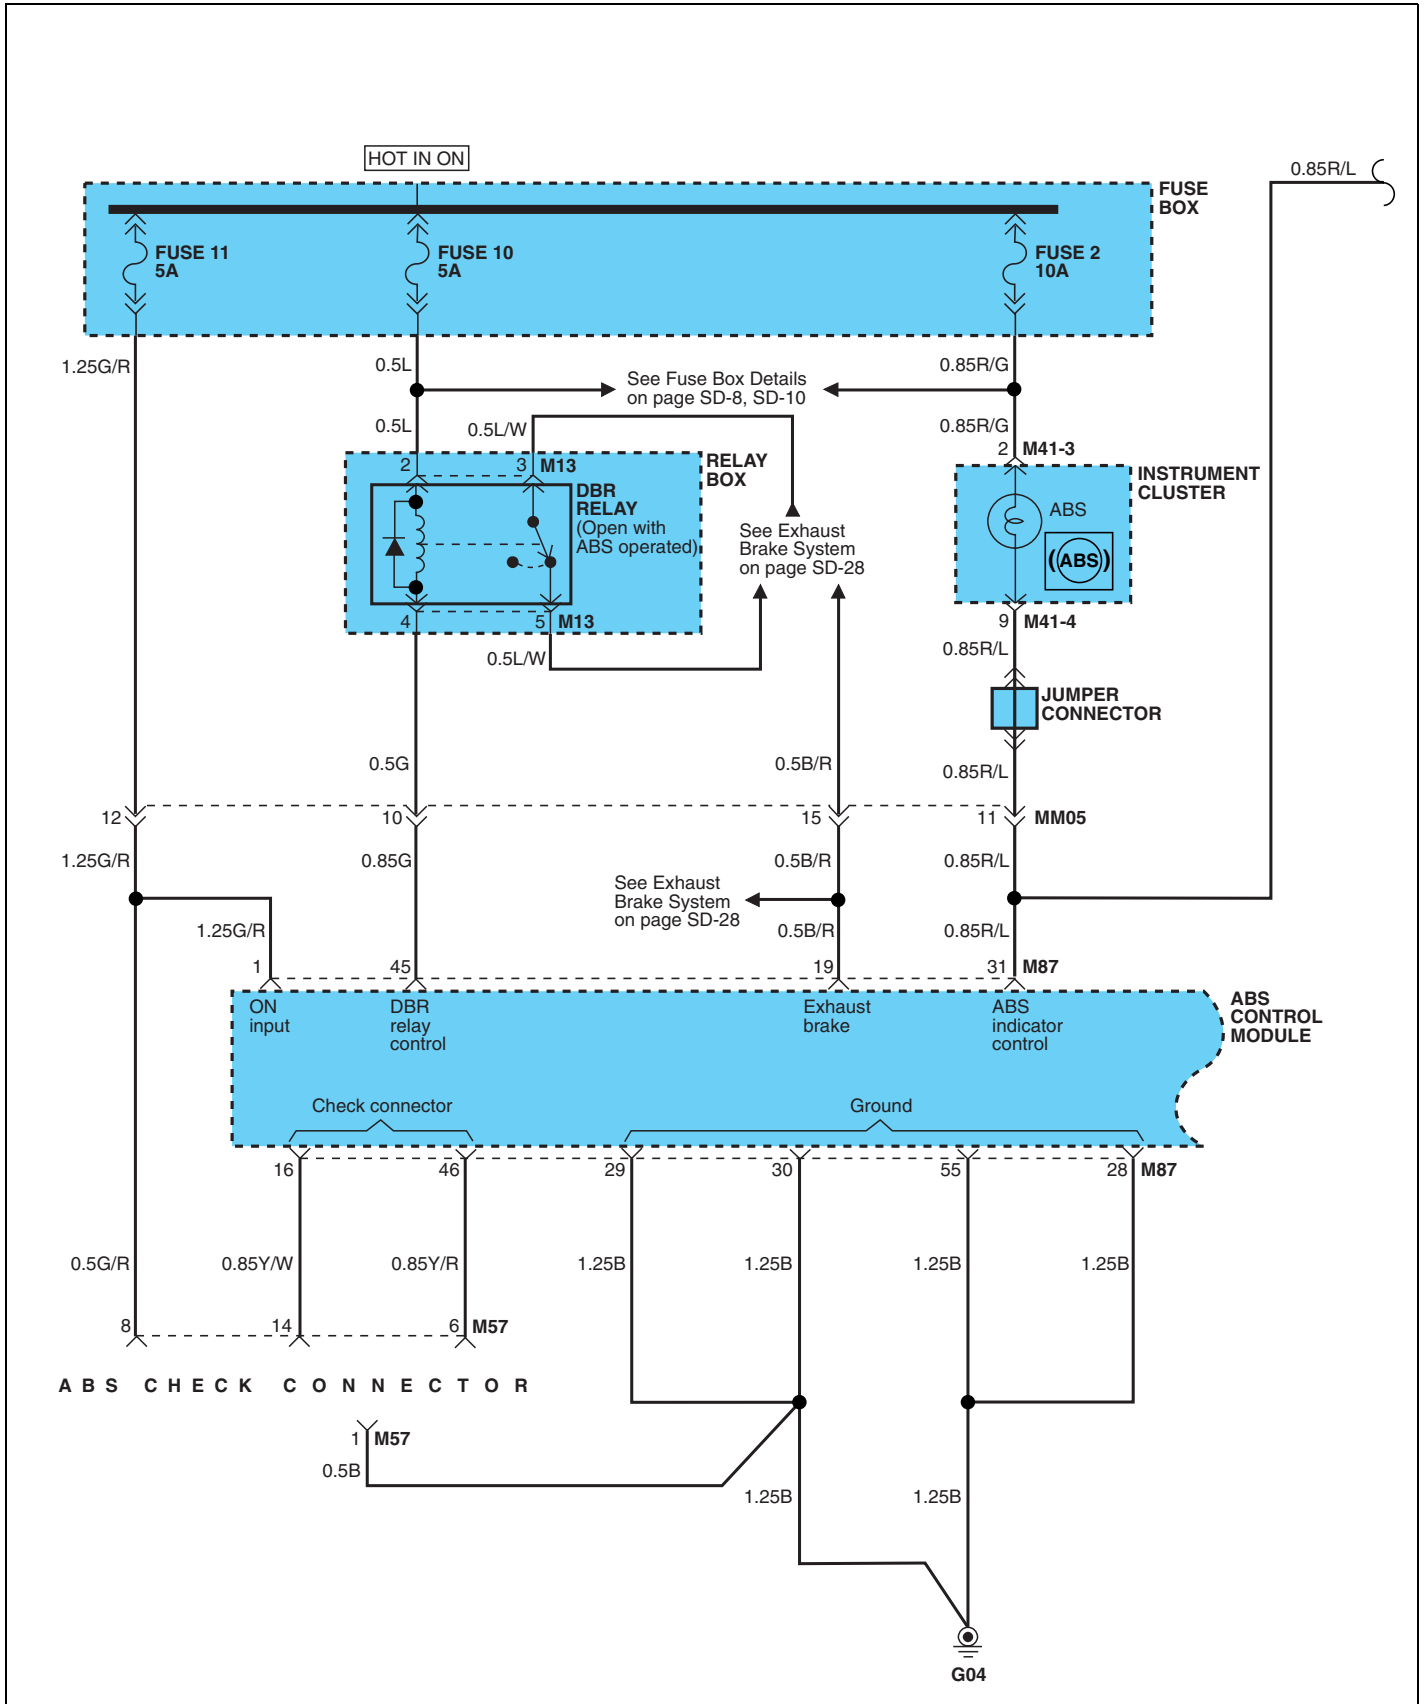 HOT IN ON
0.85R/L
FUSE
BOX
FUSE 11
5A
FUSE 10
5A
FUSE 2
10A
1.25G/R
0.5L
0.85R/G
See Fuse Box Details
on page SD-8, SD-10
0.5L
0.5L/W
0.85R/G
2
3
M13
RELAY
BOX
2
M41-3
INSTRUMENT
CLUSTER
DBR
RELAY
(Open with
ABS operated)
See Exhaust
Brake System
on page SD-28
ABS
(ABS)
4
5
M13
9
M41-4
0.5L/W
0.85R/L
JUMPER
CONNECTOR
0.5G
0.5B/R
0.85R/L
12
10
15
11
MM05
1.25G/R
0.85G
0.5B/R
0.85R/L
See Exhaust
Brake System
on page SD-28
1.25G/R
0.5B/R
0.85R/L
1
45
19
31
M87
ON
input
DBR
relay
control
Exhaust
brake
ABS
indicator
control
ABS
CONTROL
MODULE
Check connector
Ground
16
46
29
30
55
28
M87
0.5G/R
0.85Y/W
0.85Y/R
1.25B
1.25B
1.25B
1.25B
8
14
6
M57
ABS CHECK CONNECTOR
1
M57
0.5B
1.25B
1.25B
G04